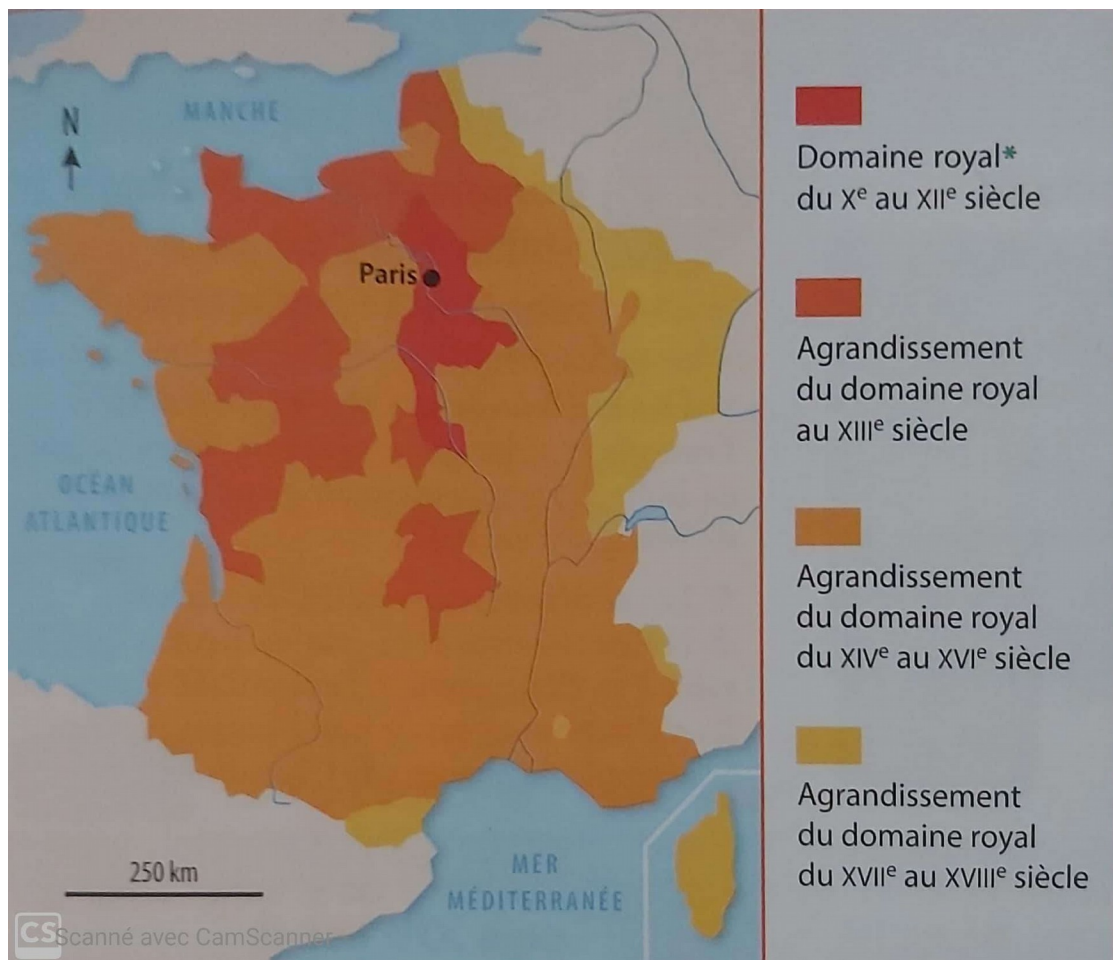 N
MANCHE
Paris
OCÉAN
ATLANTIQUE
250 km
MER
MÉDITERRANÉE
CS Scanné avec CamScanner
Domaine royal*
du Xe au XIIe siècle
Agrandissement
du domaine royal
au XIIIe siècle
Agrandissement
du domaine royal
du XIVe au XVIe siècle
Agrandissement
du domaine royal
du XVIIe au XVIIIe siècle